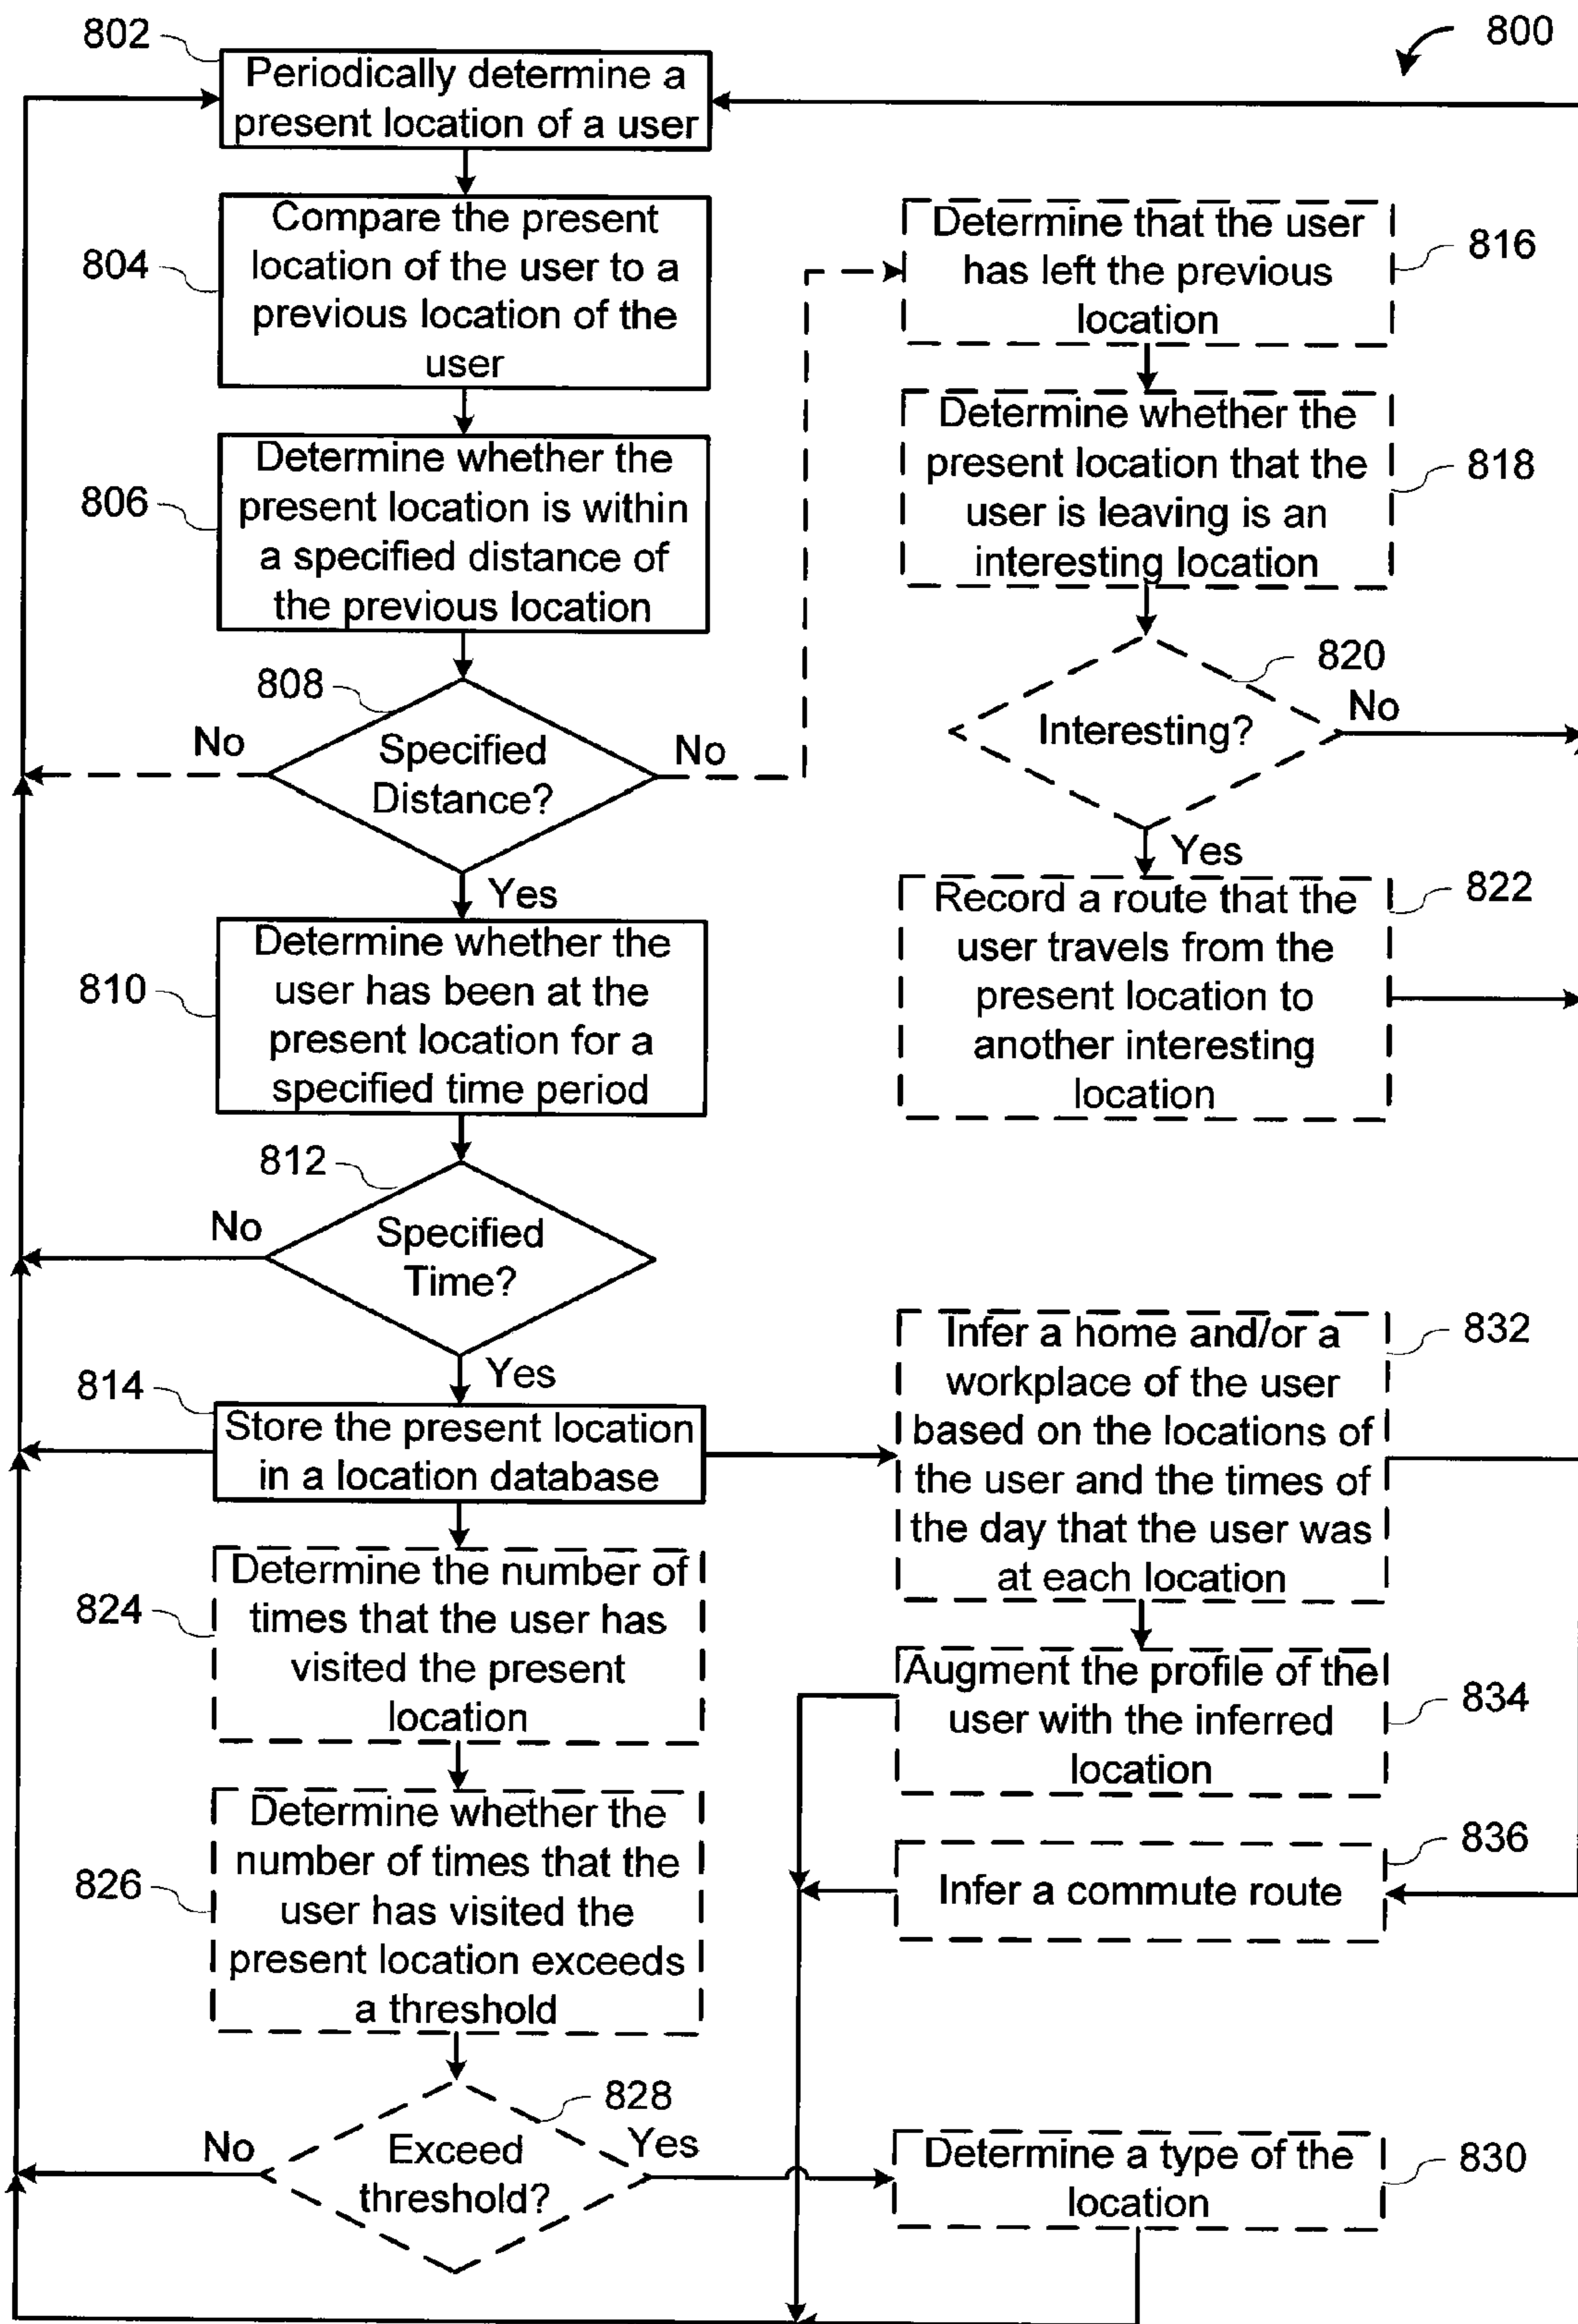 800
802
Periodically determine a
present location of a user
804
Compare the present
location of the user to a
previous location of the
user
806
Determine whether the
present location is within
a specified distance of
the previous location
808
No
Specified
Distance?
No
Yes
810
Determine whether the
user has been at the
present location for a
specified time period
812
No
Specified
Time?
Yes
814
Store the present location
in a location database
816
Determine that the user
has left the previous
location
818
Determine whether the
present location that the
user is leaving is an
interesting location
820
Interesting?
No
Yes
822
Record a route that the
user travels from the
present location to
another interesting
location
824
Determine the number of
times that the user has
visited the present
location
826
Determine whether the
number of times that the
user has visited the
present location exceeds
a threshold
828
No
Exceed
threshold?
Yes
830
Determine a type of the
location
832
Infer a home and/or a
workplace of the user
based on the locations of
the user and the times of
the day that the user was
at each location
834
Augment the profile of the
user with the inferred
location
836
Infer a commute route